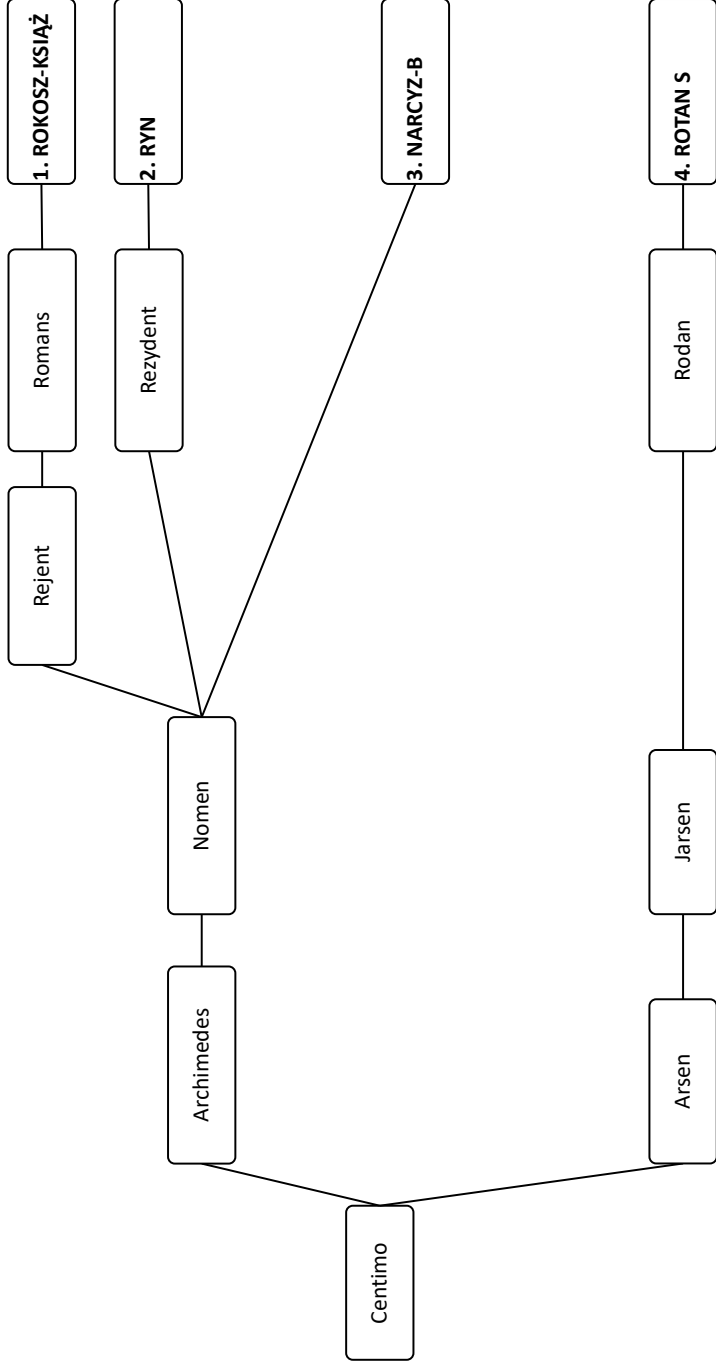 Centimo
Archimedes
Nomen
Rejent
Romans
1. ROKOSZ-KSIĄŻ
Rezydent
2. RYN
3. NARCYZ-B
Arsen
Jarsen
Rodan
4. ROTAN S